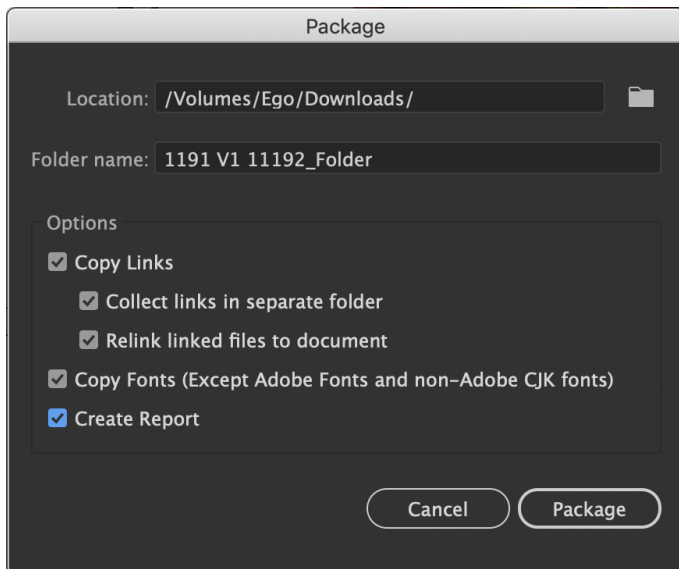 Package
Location: /Volumes/Ego/Downloads/
Folder name: 1191 V1 11192_Folder
Options
Copy Links
Collect links in separate folder
Relink linked files to document
Copy Fonts (Except Adobe Fonts and non-Adobe CJK fonts)
Create Report
Cancel Package